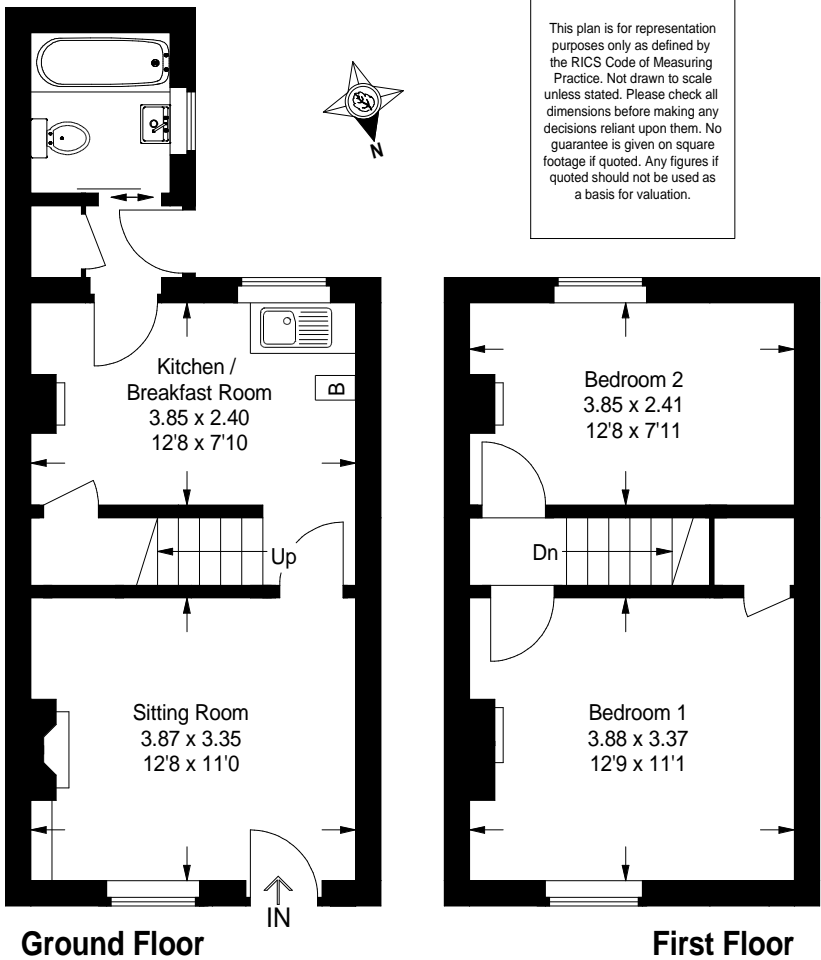 This plan is for representation
purposes only as defined by
the RICS Code of Measuring
Practice. Not drawn to scale
unless stated. Please check all
dimensions before making any
decisions reliant upon them. No
guarantee is given on square
footage if quoted. Any figures if
quoted should not be used as
a basis for valuation.
N
Kitchen /
Breakfast Room
3.85 x 2.40
12'8 x 7'10
B
Up
Sitting Room
3.87 x 3.35
12'8 x 11'0
IN
Ground Floor
Bedroom 2
3.85 x 2.41
12'8 x 7'11
Dn
Bedroom 1
3.88 x 3.37
12'9 x 11'1
First Floor